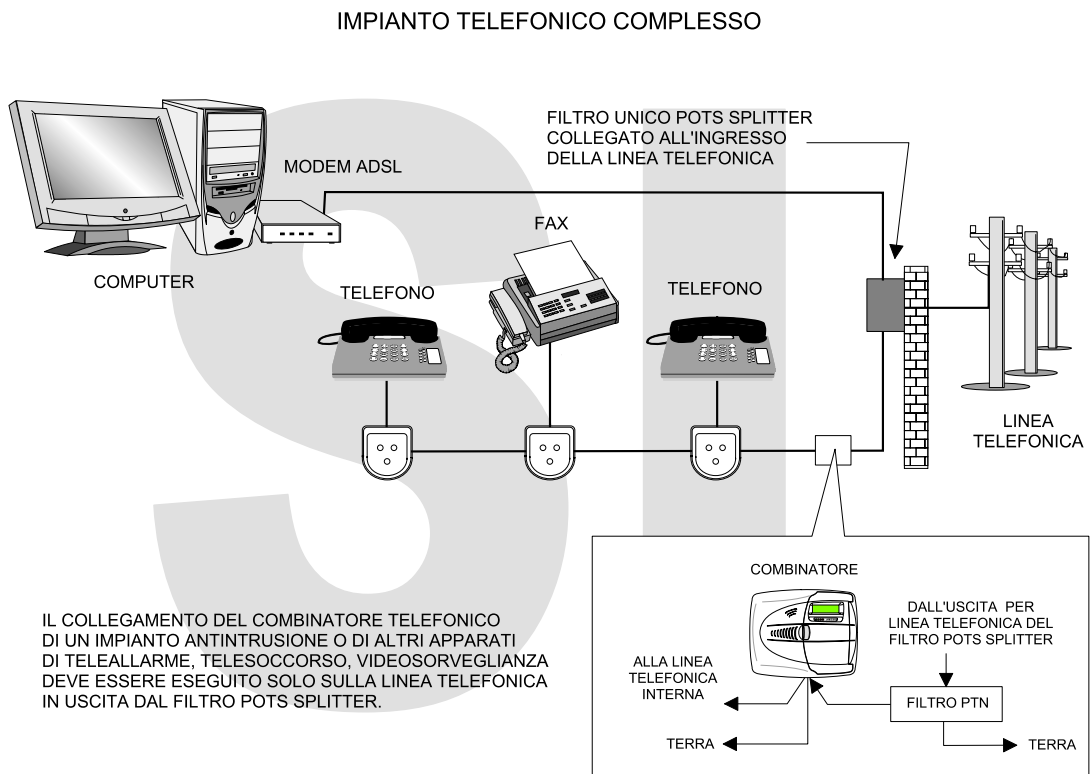 IMPIANTO TELEFONICO COMPLESSO
FILTRO UNICO POTS SPLITTER
COLLEGATO ALL'INGRESSO
DELLA LINEA TELEFONICA
MODEM ADSL
FAX
COMPUTER
TELEFONO
TELEFONO
LINEA
TELEFONICA
SI
COMBINATORE
IL COLLEGAMENTO DEL COMBINATORE TELEFONICO
DI UN IMPIANTO ANTINTRUSIONE O DI ALTRI APPARATI
DI TELEALLARME, TELESOCCORSO, VIDEOSORVEGLIANZA
DEVE ESSERE ESEGUITO SOLO SULLA LINEA TELEFONICA
IN USCITA DAL FILTRO POTS SPLITTER.
DALL'USCITA PER
LINEA TELEFONICA DEL
FILTRO POTS SPLITTER
ALLA LINEA
TELEFONICA
INTERNA
FILTRO PTN
TERRA
TERRA